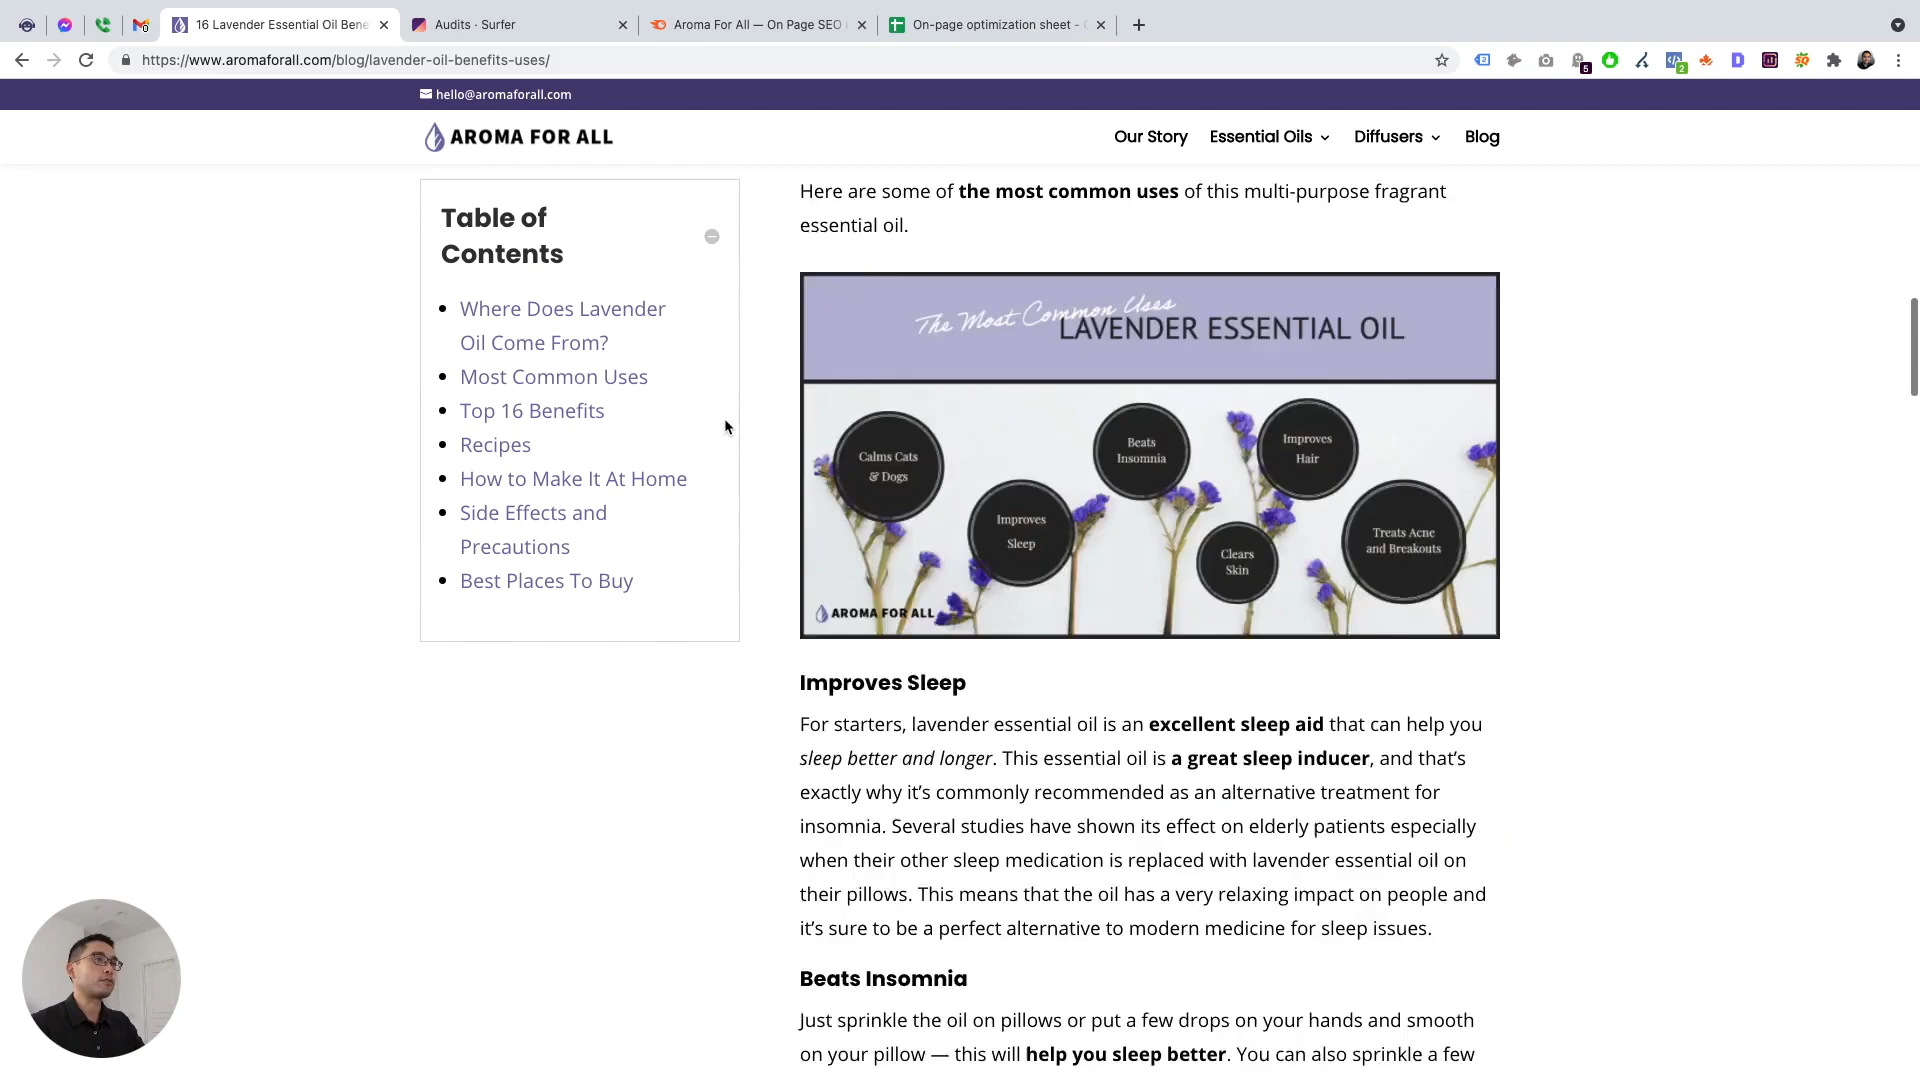 16 Lavender Essential Oil Bene
Audits · Surfer
Aroma For All — On Page SEO
On-page optimization sheet -
https://www.aromaforall.com/blog/lavender-oil-benefits-uses/
5
2
hello@aromaforall.com
AROMA FOR ALL
Our Story
Essential Oils
Diffusers
Blog
Table of
Contents
Where Does Lavender
Oil Come From?
Most Common Uses
Top 16 Benefits
Recipes
How to Make It At Home
Side Effects and
Precautions
Best Places To Buy
Here are some of the most common uses of this multi-purpose fragrant
essential oil.
The Most Common Uses
LAVENDER ESSENTIAL OIL
Calms Cats
& Dogs
Improves
Sleep
Beats
Insomnia
Clears
Skin
Improves
Hair
Treats Acne
and Breakouts
AROMA FOR ALL
Improves Sleep
For starters, lavender essential oil is an excellent sleep aid that can help you
sleep better and longer. This essential oil is a great sleep inducer, and that's
exactly why it's commonly recommended as an alternative treatment for
insomnia. Several studies have shown its effect on elderly patients especially
when their other sleep medication is replaced with lavender essential oil on
their pillows. This means that the oil has a very relaxing impact on people and
it's sure to be a perfect alternative to modern medicine for sleep issues.
Beats Insomnia
Just sprinkle the oil on pillows or put a few drops on your hands and smooth
on your pillow — this will help you sleep better. You can also sprinkle a few